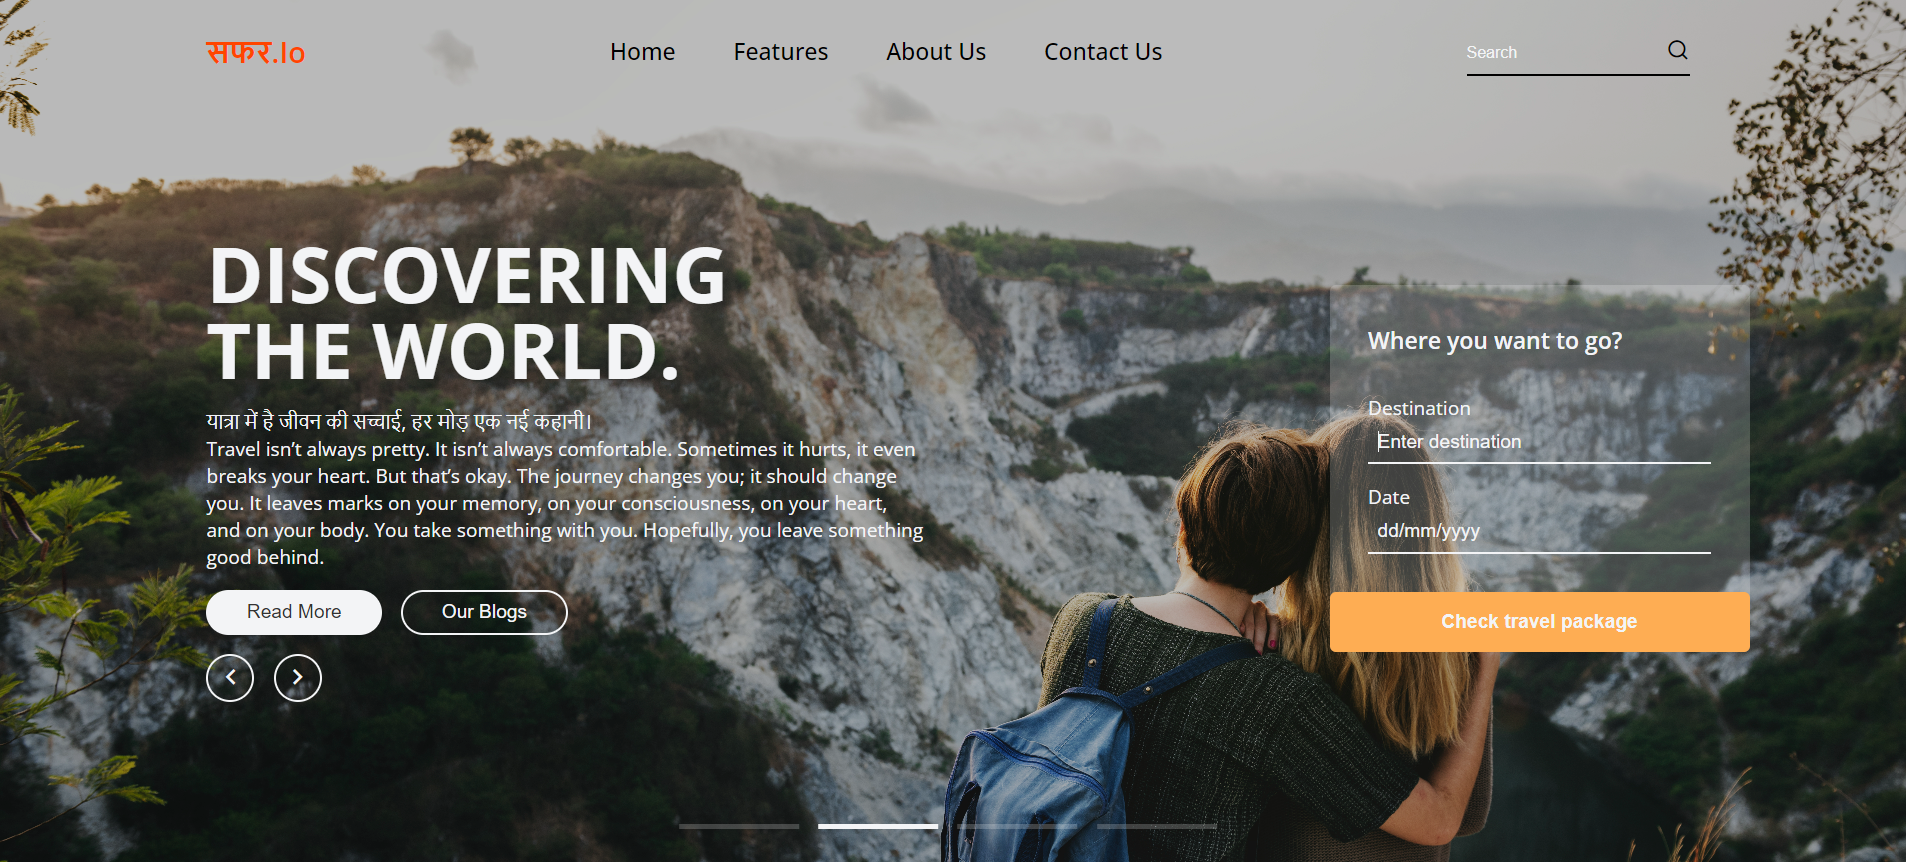 सफर.Io
Home Features About Us Contact Us
Search
DISCOVERING
THE WORLD.
यात्रा में है जीवन की सच्चाई, हर मोड़ एक नई कहानी।
Travel isn’t always pretty. It isn’t always comfortable. Sometimes it hurts, it even
breaks your heart. But that’s okay. The journey changes you; it should change
you. It leaves marks on your memory, on your consciousness, on your heart,
and on your body. You take something with you. Hopefully, you leave something
good behind.
Read More Our Blogs
Where you want to go?
Destination
Enter destination
Date
dd/mm/yyyy
Check travel package